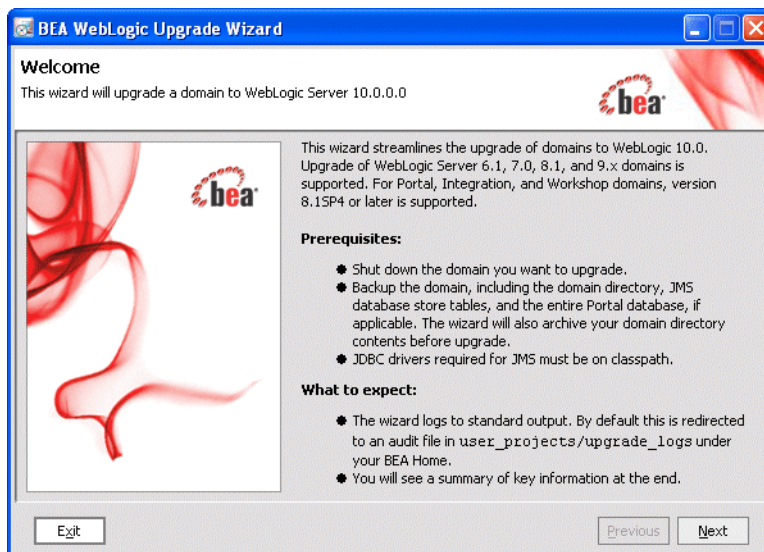 BEA WebLogic Upgrade Wizard
Welcome
This wizard will upgrade a domain to WebLogic Server 10.0.0.0
bea
bea
This wizard streamlines the upgrade of domains to WebLogic 10.0.
Upgrade of WebLogic Server 6.1, 7.0, 8.1, and 9.x domains is
supported. For Portal, Integration, and Workshop domains, version
8.1SP4 or later is supported.
Prerequisites:
● Shut down the domain you want to upgrade.
● Backup the domain, including the domain directory, JMS
database store tables, and the entire Portal database, if
applicable. The wizard will also archive your domain directory
contents before upgrade.
● JDBC drivers required for JMS must be on classpath.
What to expect:
● The wizard logs to standard output. By default this is redirected
to an audit file in user_projects/upgrade_logs under
your BEA Home.
● You will see a summary of key information at the end.
Exit
Previous
Next